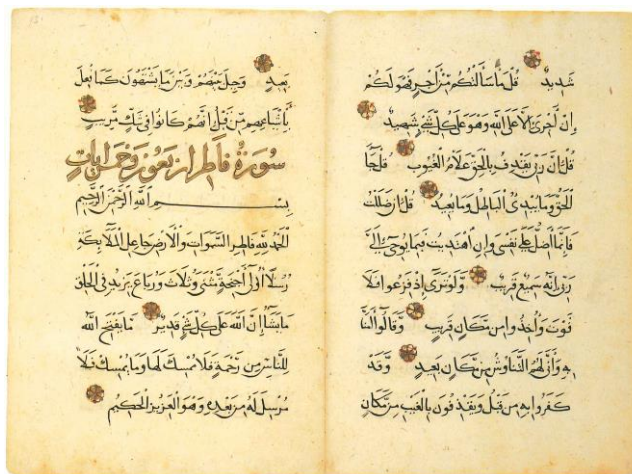 شديد قل ما سألتكم من أجر فهو لكم
إن أجري إلا على الله وهو على كل شيء شهيد
قل إن ربي يقذف بالحق علام الغيوب قل جا
الحق وما يبدئ الباطل وما يعيد قل إن ضللت
فإنما أضل على نفسي وإن اهتديت فبما يوحي إلي
ربي إنه سميع قريب ولو ترى إذ فزعوا فلا
فوت وأخذوا من مكان قريب وقالوا آمنا
به وأنى لهم التناوش من مكان بعيد وقد
كفروا به من قبل ويقذفون بالغيب من مكان
بعيد وحيل بينهم وبين ما يشتهون كما فعل
بأشياعهم من قبل إنهم كانوا في شك مريب
سورة فاطر اربعون وخمس ايات
بسم الله الرحمن الرحيم
الحمد لله فاطر السموات والأرض جاعل الملائكة
رسلا أولي أجنحة مثنى وثلاث ورباع يزيد في الخلق
ما يشاء إن الله على كل شيء قدير ما يفتح الله
للناس من رحمة فلا ممسك لها وما يمسك فلا
مرسل له من بعده وهو العزيز الحكيم